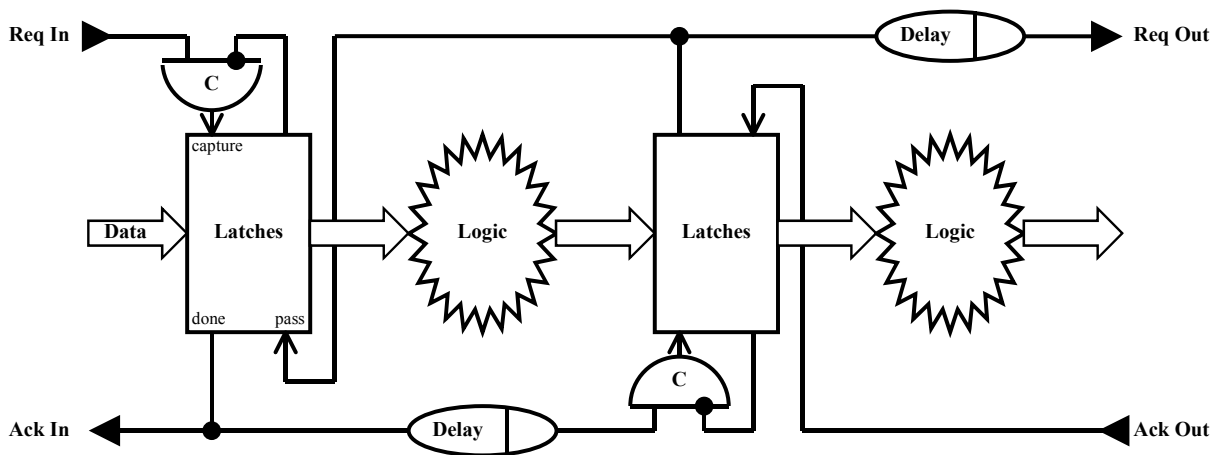 Req In
Delay
Req Out
C
capture
Data
Latches
Logic
Latches
Logic
done
pass
C
Ack In
Delay
Ack Out